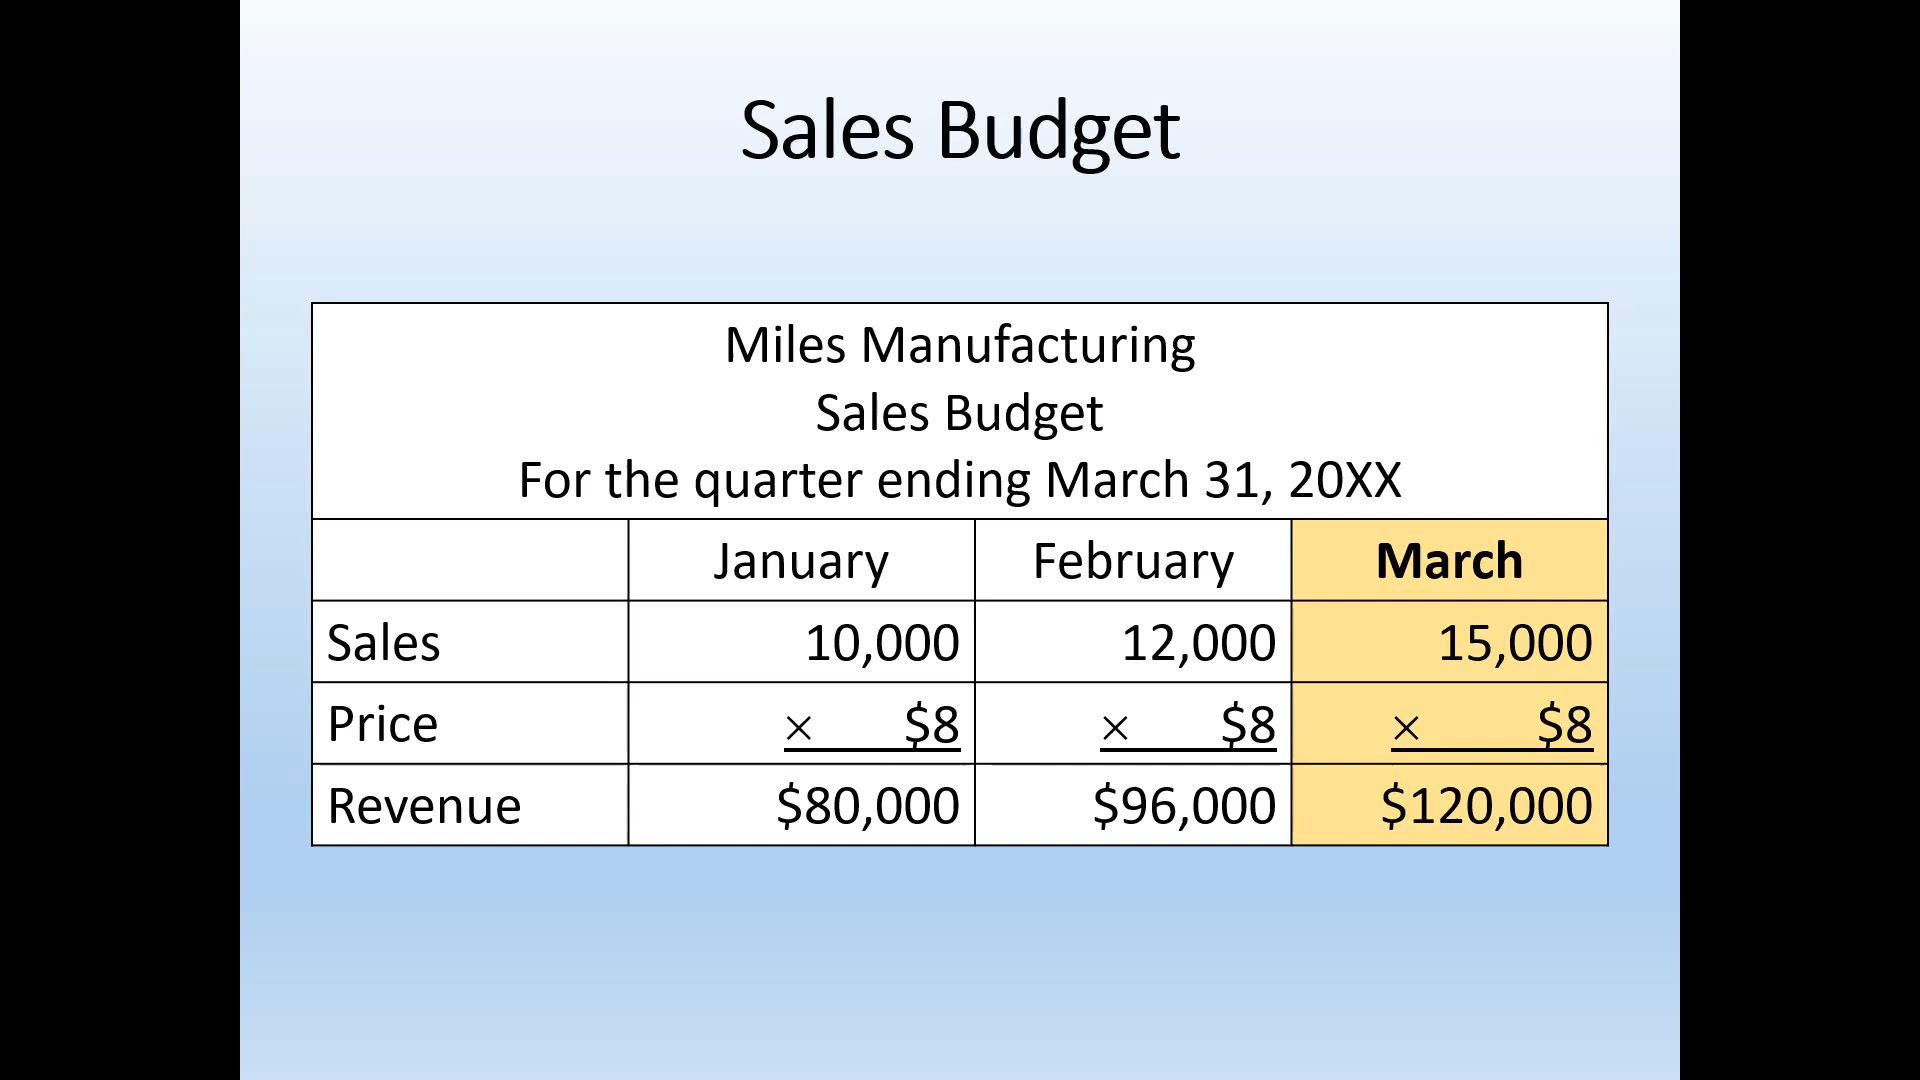 Sales Budget
Miles Manufacturing
Sales Budget
For the quarter ending March 31, 20XX
January February March
Sales 10,000 12,000 15,000
Price × $8 × $8 × $8
Revenue $80,000 $96,000 $120,000